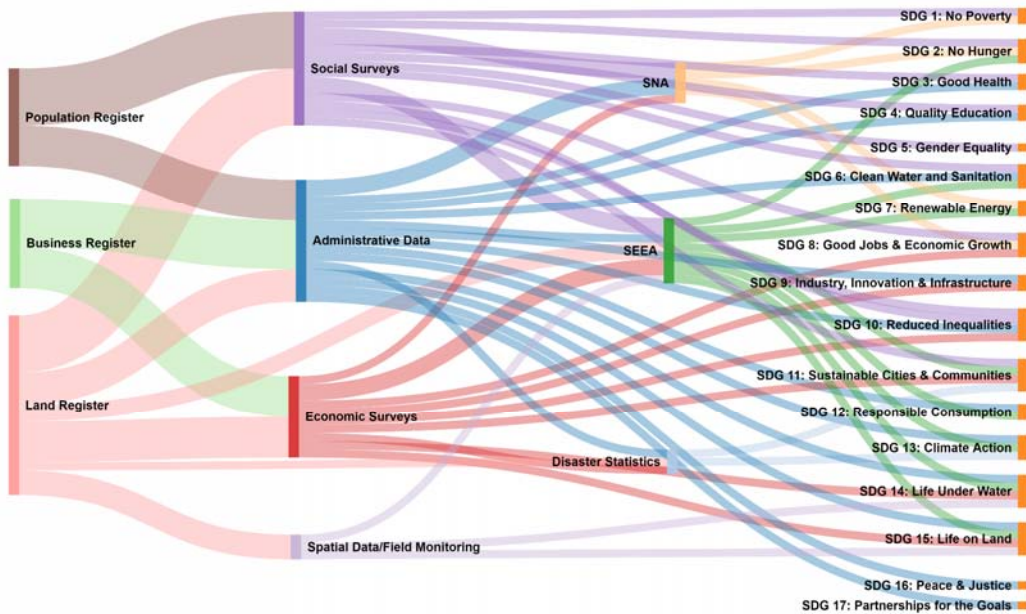 Population Register
Business Register
Land Register
Social Surveys
Administrative Data
Economic Surveys
Spatial Data/Field Monitoring
SNA
SEEA
Disaster Statistics
SDG 1: No Poverty
SDG 2: No Hunger
SDG 3: Good Health
SDG 4: Quality Education
SDG 5: Gender Equality
SDG 6: Clean Water and Sanitation
SDG 7: Renewable Energy
SDG 8: Good Jobs & Economic Growth
SDG 9: Industry, Innovation & Infrastructure
SDG 10: Reduced Inequalities
SDG 11: Sustainable Cities & Communities
SDG 12: Responsible Consumption
SDG 13: Climate Action
SDG 14: Life Under Water
SDG 15: Life on Land
SDG 16: Peace & Justice
SDG 17: Partnerships for the Goals